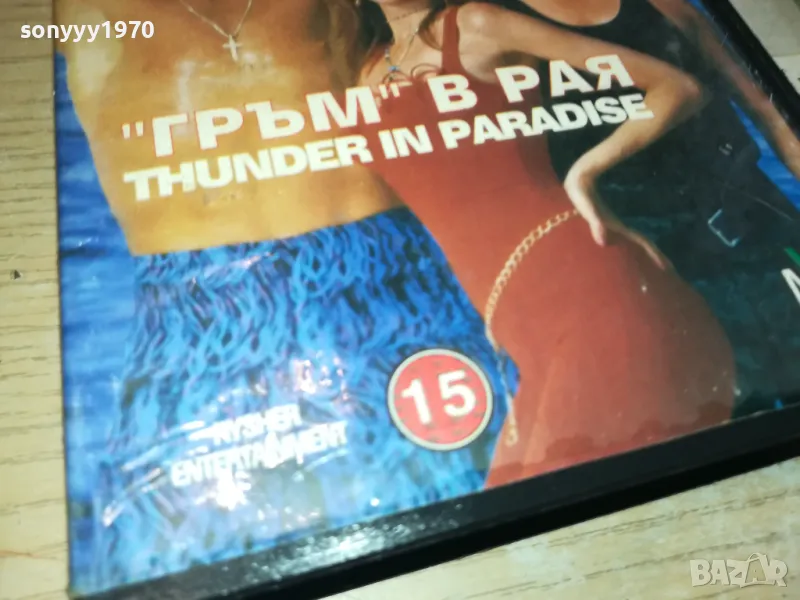 sonyyy1970
"ГРЪМ" В РАЯ
THUNDER IN PARADISE
15
RYSHER
ENTERTAINMENT
BAZAR